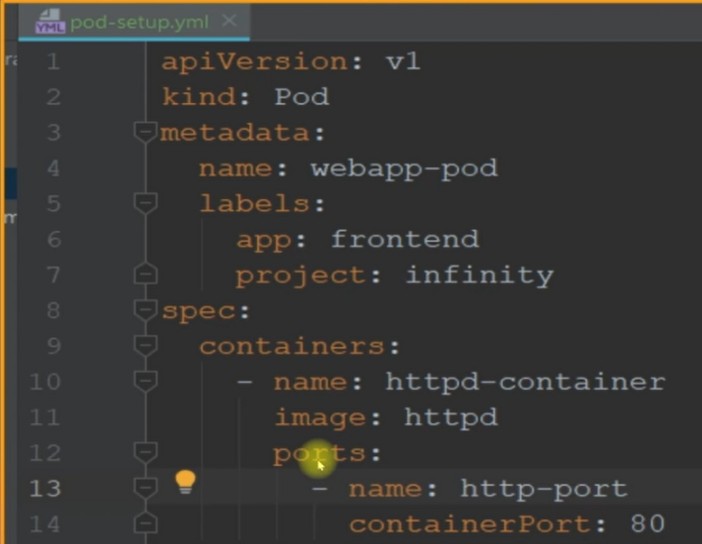 YML pod-setup.yml ×
1 apiVersion: v1
2 kind: Pod
3 metadata:
4 name: webapp-pod
5 labels:
6 app: frontend
7 project: infinity
8 spec:
9 containers:
10 - name: httpd-container
11 image: httpd
12 ports:
13 - name: http-port
14 containerPort: 80